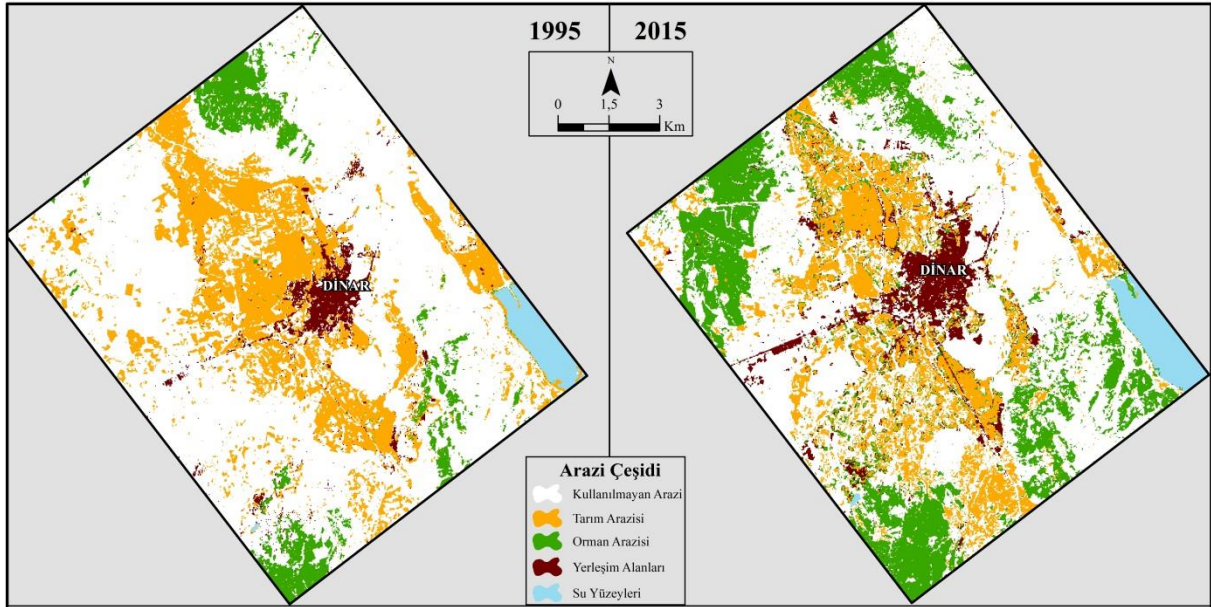 1995 2015
N
0 1,5 3
Km
DİNAR
DİNAR
Arazi Çeşidi
Kullanılmayan Arazi
Tarım Arazisi
Orman Arazisi
Yerleşim Alanları
Su Yüzeyleri